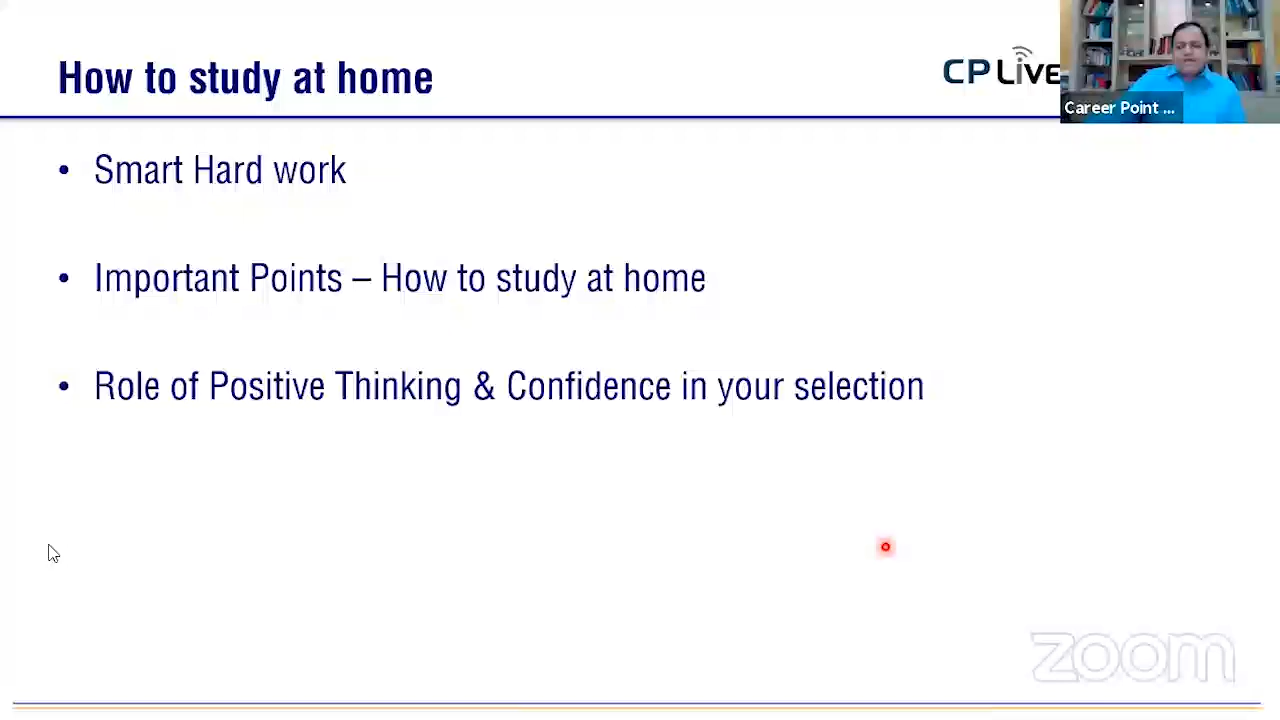 How to study at home
CP LIVE
Career Point ...
• Smart Hard work
• Important Points – How to study at home
• Role of Positive Thinking & Confidence in your selection
zoom